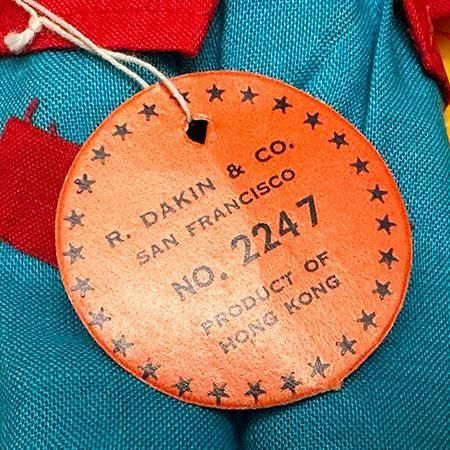 R. DAKIN & CO.
SAN FRANCISCO
NO. 2247
PRODUCT OF
HONG KONG